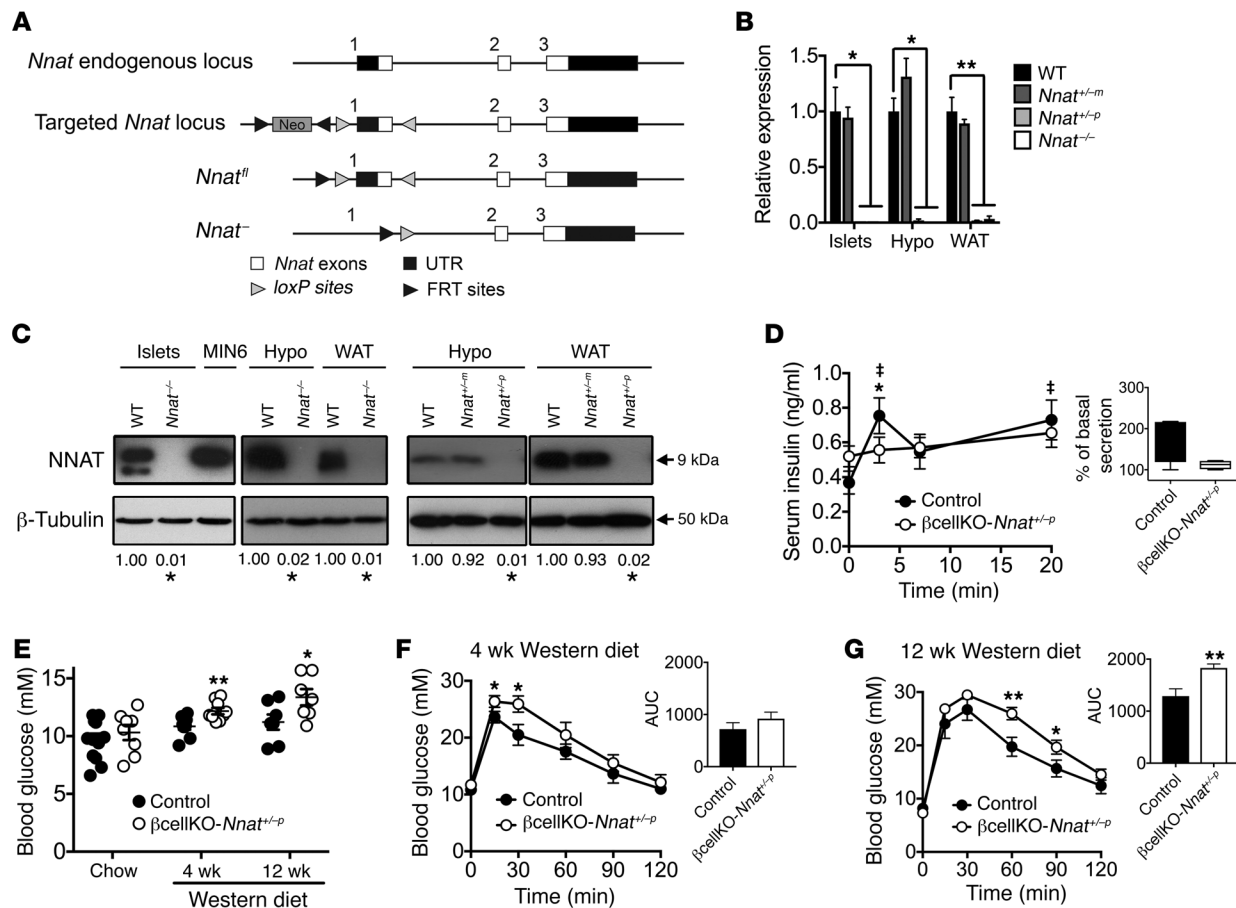 A
1 2 3
Nnat endogenous locus
Targeted Nnat locus
Neo
1 2 3
Nnatfl
1 2 3
Nnat–
1 2 3
Nnat exons
UTR
loxP sites
FRT sites
B
Relative expression
1.5
1.0
0.5
0.0
* * **
Islets Hypo WAT
WT
Nnat+/–m
Nnat+/–p
Nnat–/–
C
Islets MIN6 Hypo WAT Hypo WAT
WT Nnat–/– WT Nnat–/– WT Nnat–/– WT Nnat+/–m Nnat+/–p WT Nnat+/–m Nnat+/–p
NNAT
9 kDa
β-Tubulin
50 kDa
1.00 0.01 1.00 0.02 1.00 0.01 1.00 0.92 0.01 1.00 0.93 0.02
* * * * *
D
Serum insulin (ng/ml)
1.0
0.8
0.6
0.4
0.2
0.0
‡
*
‡
Control
βcellKO-Nnat+/–p
0 5 10 15 20
Time (min)
% of basal
secretion
300
200
100
Control
βcellKO-Nnat+/–p
E
Blood glucose (mM)
15
10
5
0
**
*
Control
βcellKO-Nnat+/–p
Chow 4 wk 12 wk
Western diet
F
4 wk Western diet
Blood glucose (mM)
30
20
10
0
* *
Control
βcellKO-Nnat+/–p
0 30 60 90 120
Time (min)
AUC
2000
1000
0
Control
βcellKO-Nnat+/–p
G
12 wk Western diet
Blood glucose (mM)
30
20
10
0
**
*
Control
βcellKO-Nnat+/–p
0 30 60 90 120
Time (min)
AUC
2000
1000
0
**
Control
βcellKO-Nnat+/–p